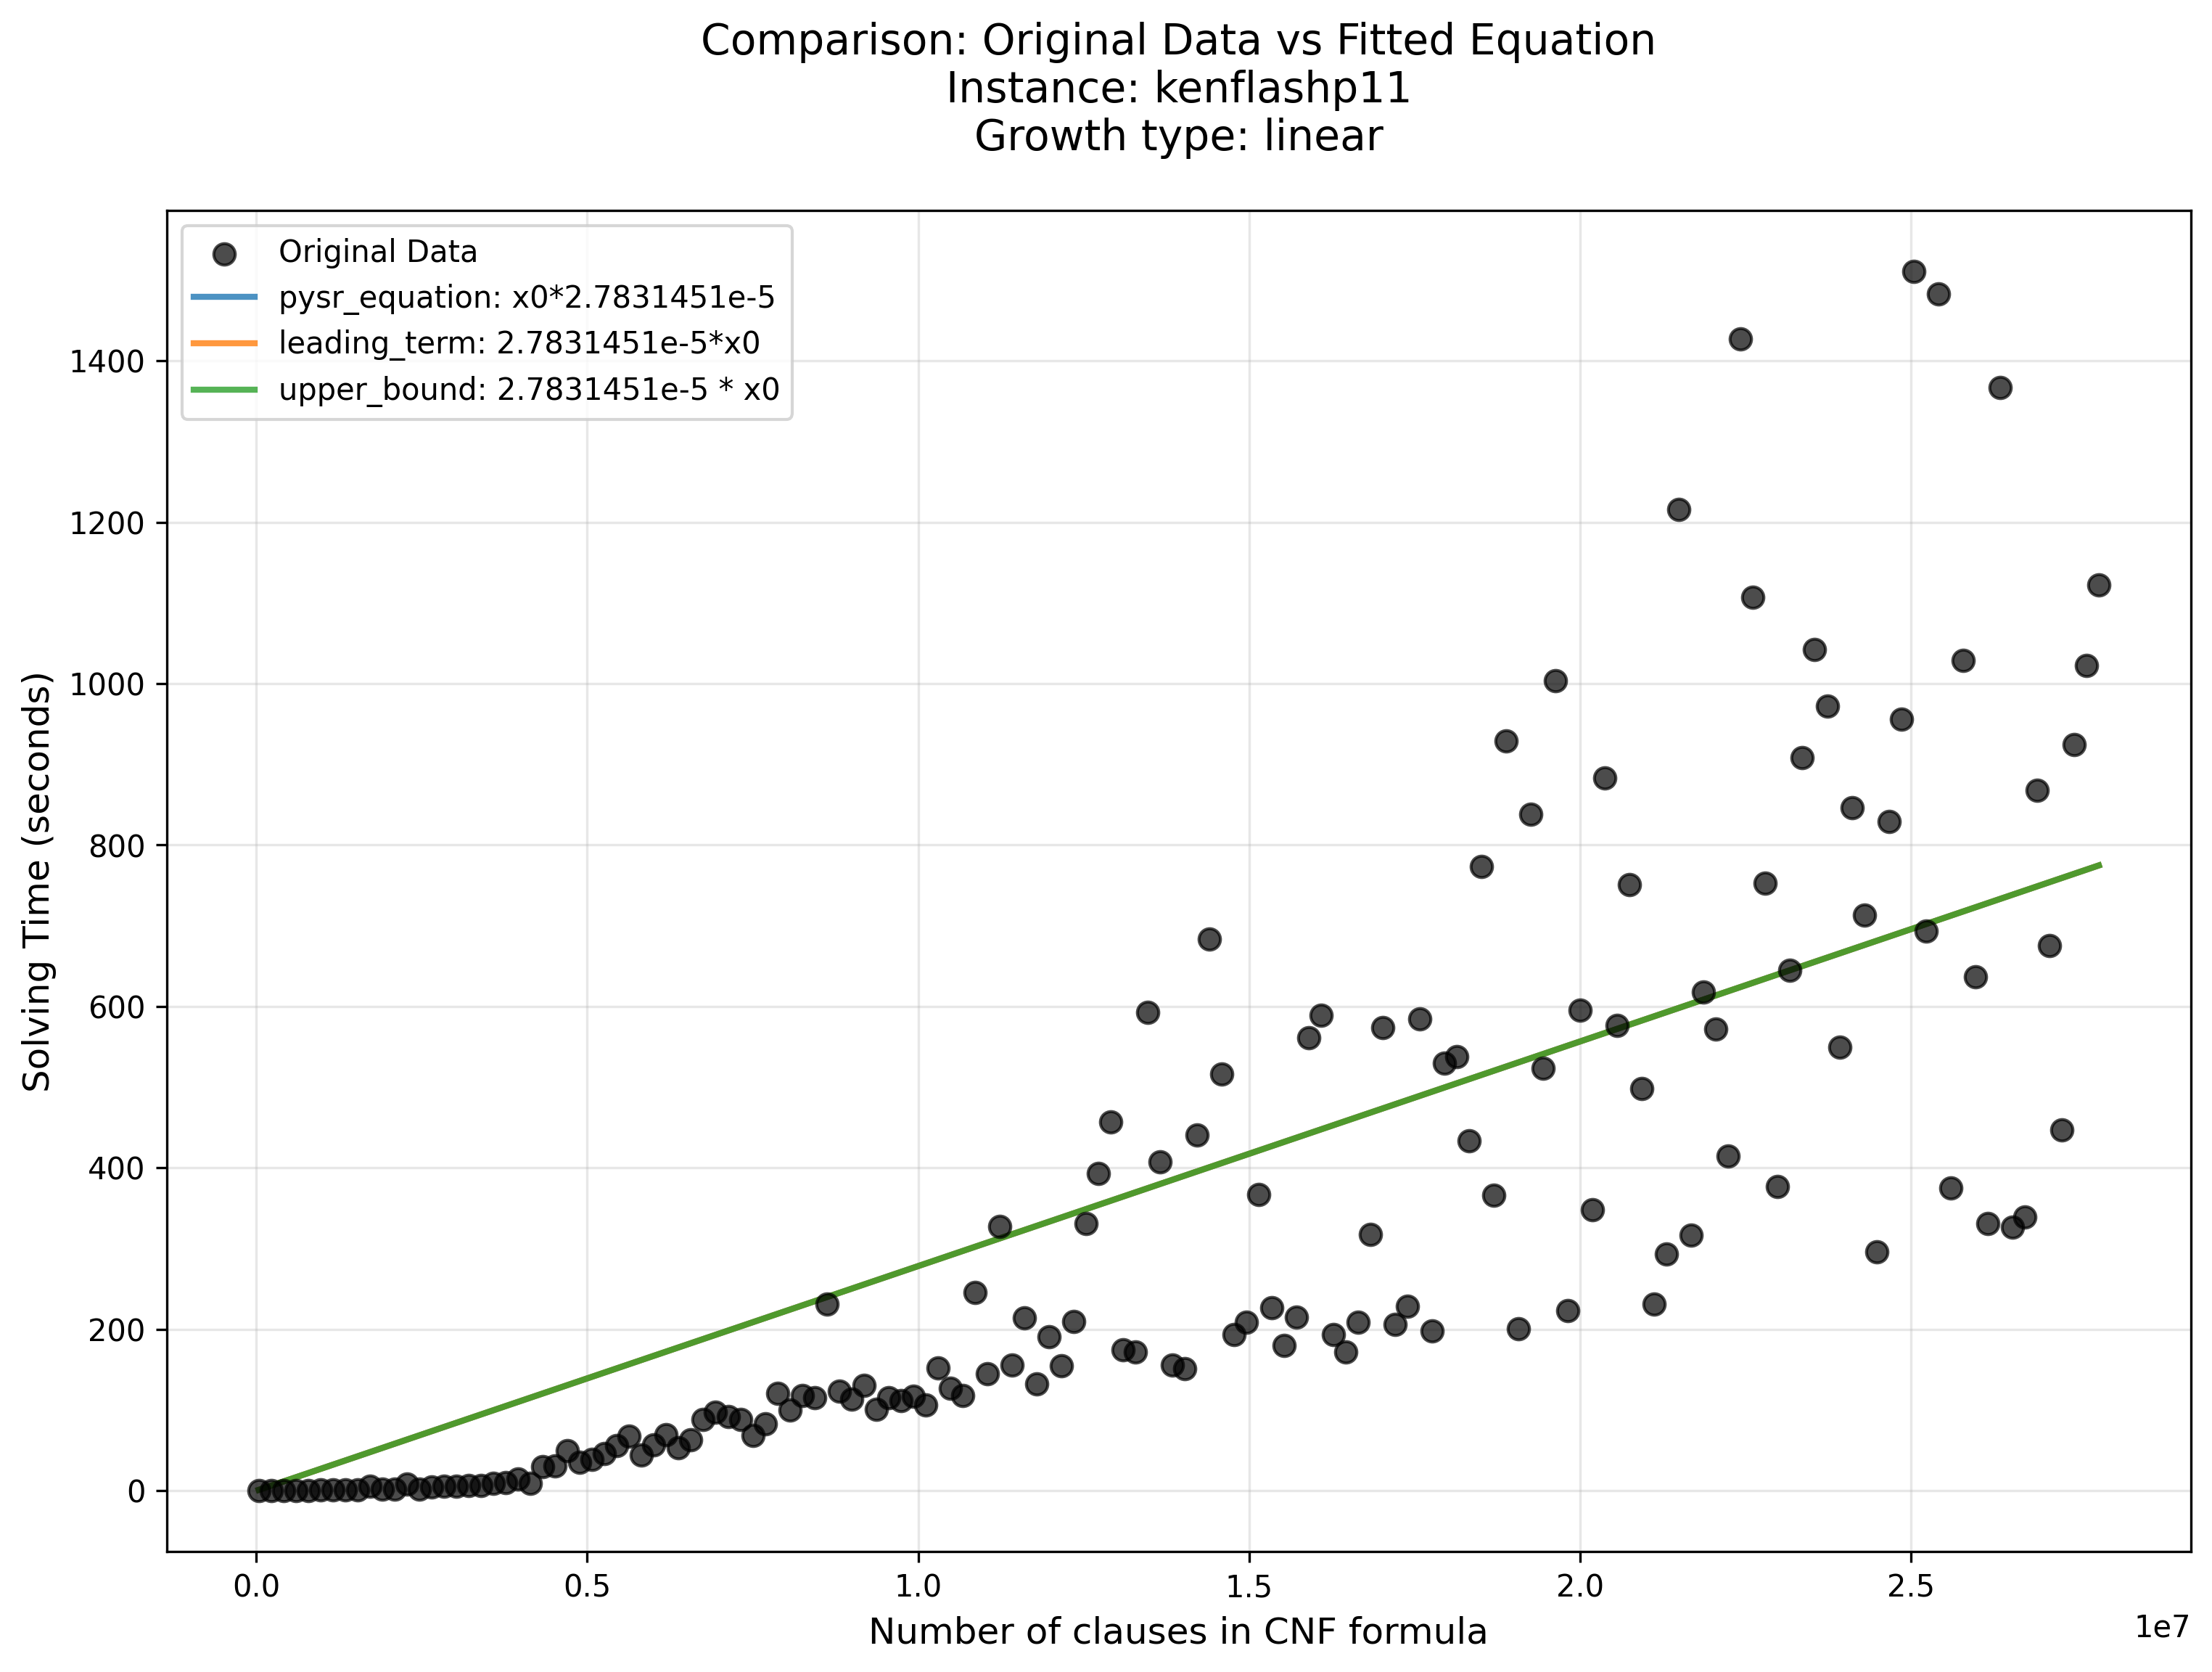 Comparison: Original Data vs Fitted Equation
Instance: kenflashp11
Growth type: linear
Original Data
pysr_equation: x0*2.7831451e-5
leading_term: 2.7831451e-5*x0
upper_bound: 2.7831451e-5 * x0
Solving Time (seconds)
1400
1200
1000
800
600
400
200
0
0.0 0.5 1.0 1.5 2.0 2.5
1e7
Number of clauses in CNF formula